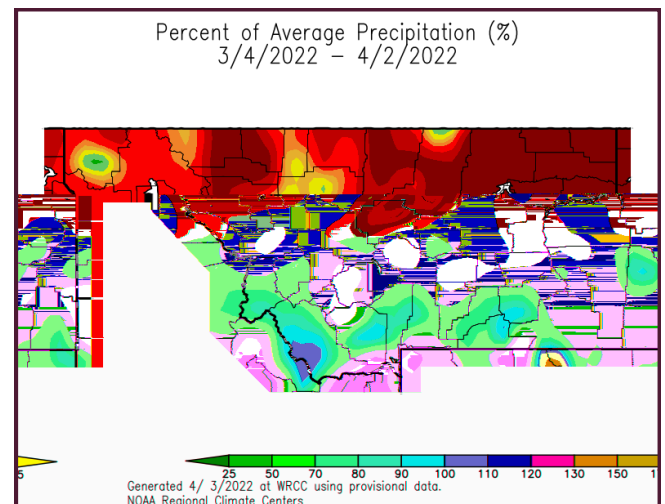 Percent of Average Precipitation (%)
3/4/2022 – 4/2/2022
5 25 50 70 80 90 100 110 120 130 150 1
Generated 4/ 3/2022 at WRCC using provisional data.
NOAA Regional Climate Centers